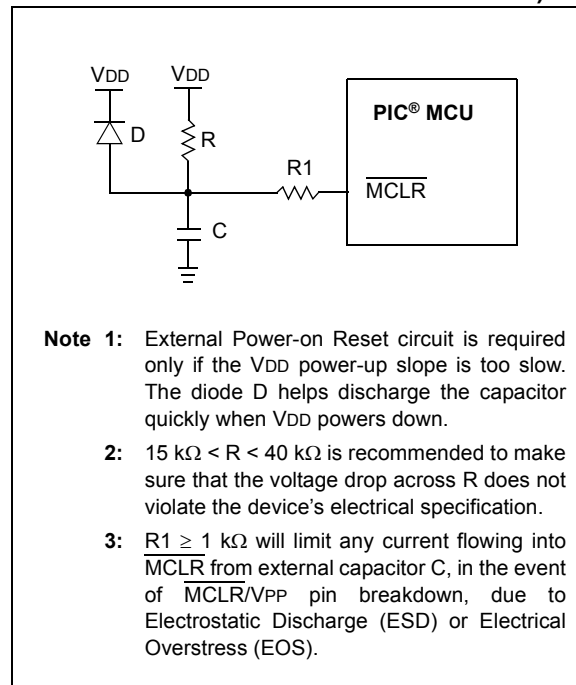 VDD VDD
PIC® MCU
D
R
R1
MCLR
C
Note 1: External Power-on Reset circuit is required
only if the VDD power-up slope is too slow.
The diode D helps discharge the capacitor
quickly when VDD powers down.
2: 15 kΩ < R < 40 kΩ is recommended to make
sure that the voltage drop across R does not
violate the device’s electrical specification.
3: R1 ≥ 1 kΩ will limit any current flowing into
MCLR from external capacitor C, in the event
of MCLR/VPP pin breakdown, due to
Electrostatic Discharge (ESD) or Electrical
Overstress (EOS).